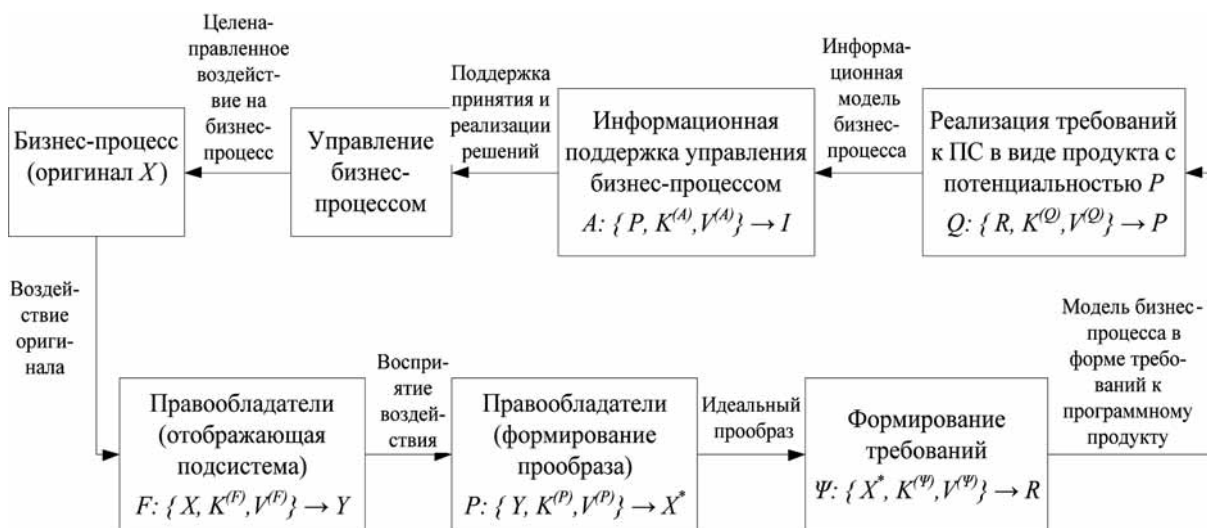 Целена-
правленное
воздейст-
вие на
бизнес-
процесс
Поддержка
принятия и
реализации
решений
Информа-
ционная
модель
бизнес-
процесса
Бизнес-процесс
(оригинал X)
Управление
бизнес-
процессом
Информационная
поддержка управления
бизнес-процессом
A: { P, K^(A),V^(A)} → I
Реализация требований
к ПС в виде продукта с
потенциальностью P
Q: { R, K^(Q),V^(Q)} → P
Воздей-
ствие
ориги-
нала
Правообладатели
(отображающая
подсистема)
F: { X, K^(F),V^(F)} → Y
Воспри-
ятие
воздей-
ствия
Правообладатели
(формирование
прообраза)
P: { Y, K^(P),V^(P)} → X^*
Идеальный
прообраз
Формирование
требований
Ψ: { X^*, K^(Ψ),V^(Ψ)} → R
Модель бизнес-
процесса в
форме требо-
ваний к
программному
продукту